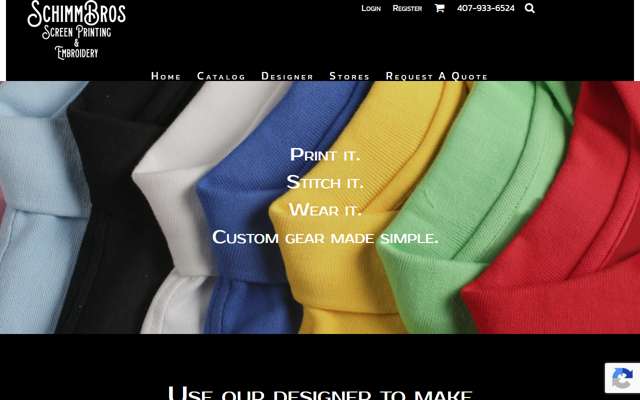 SchimmBros
Screen Printing
&
Embroidery
Login Register 407-933-6524
Home Catalog Designer Stores Request A Quote
Print it.
Stitch it.
Wear it.
Custom gear made simple.
Use our designer to make